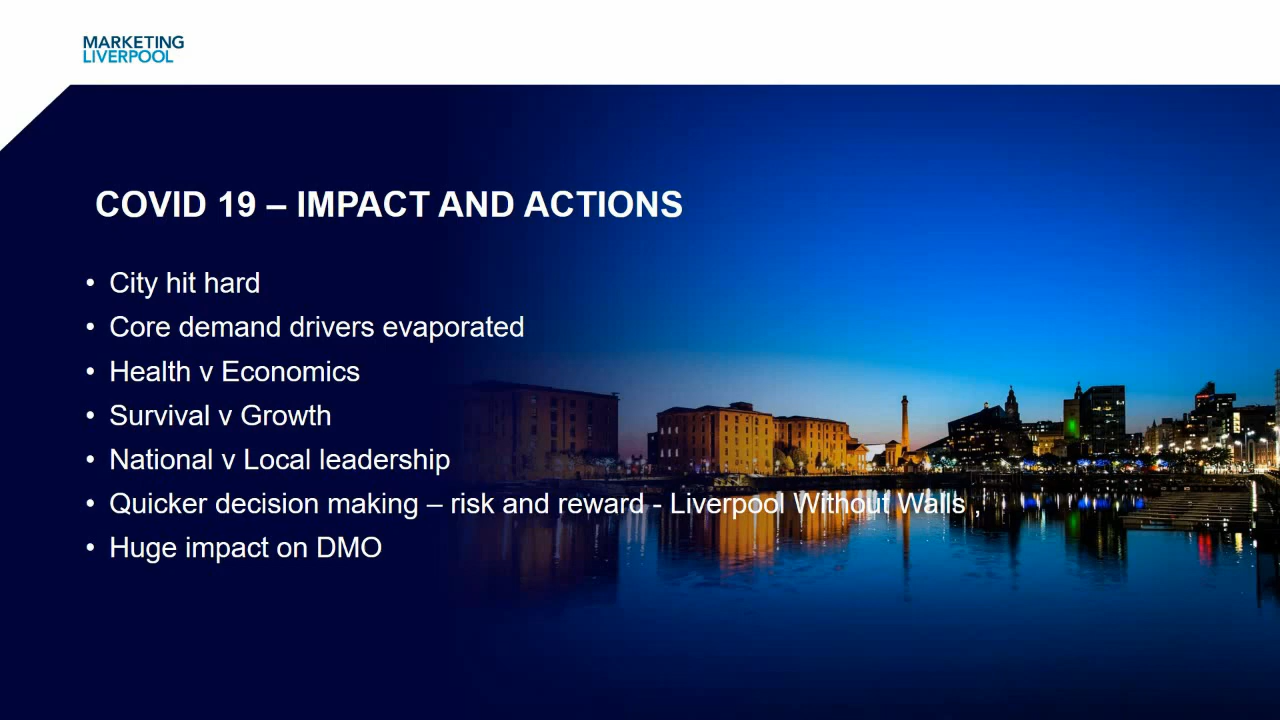 MARKETING
LIVERPOOL
COVID 19 – IMPACT AND ACTIONS
• City hit hard
• Core demand drivers evaporated
• Health v Economics
• Survival v Growth
• National v Local leadership
• Quicker decision making – risk and reward - Liverpool Without Walls ,
• Huge impact on DMO